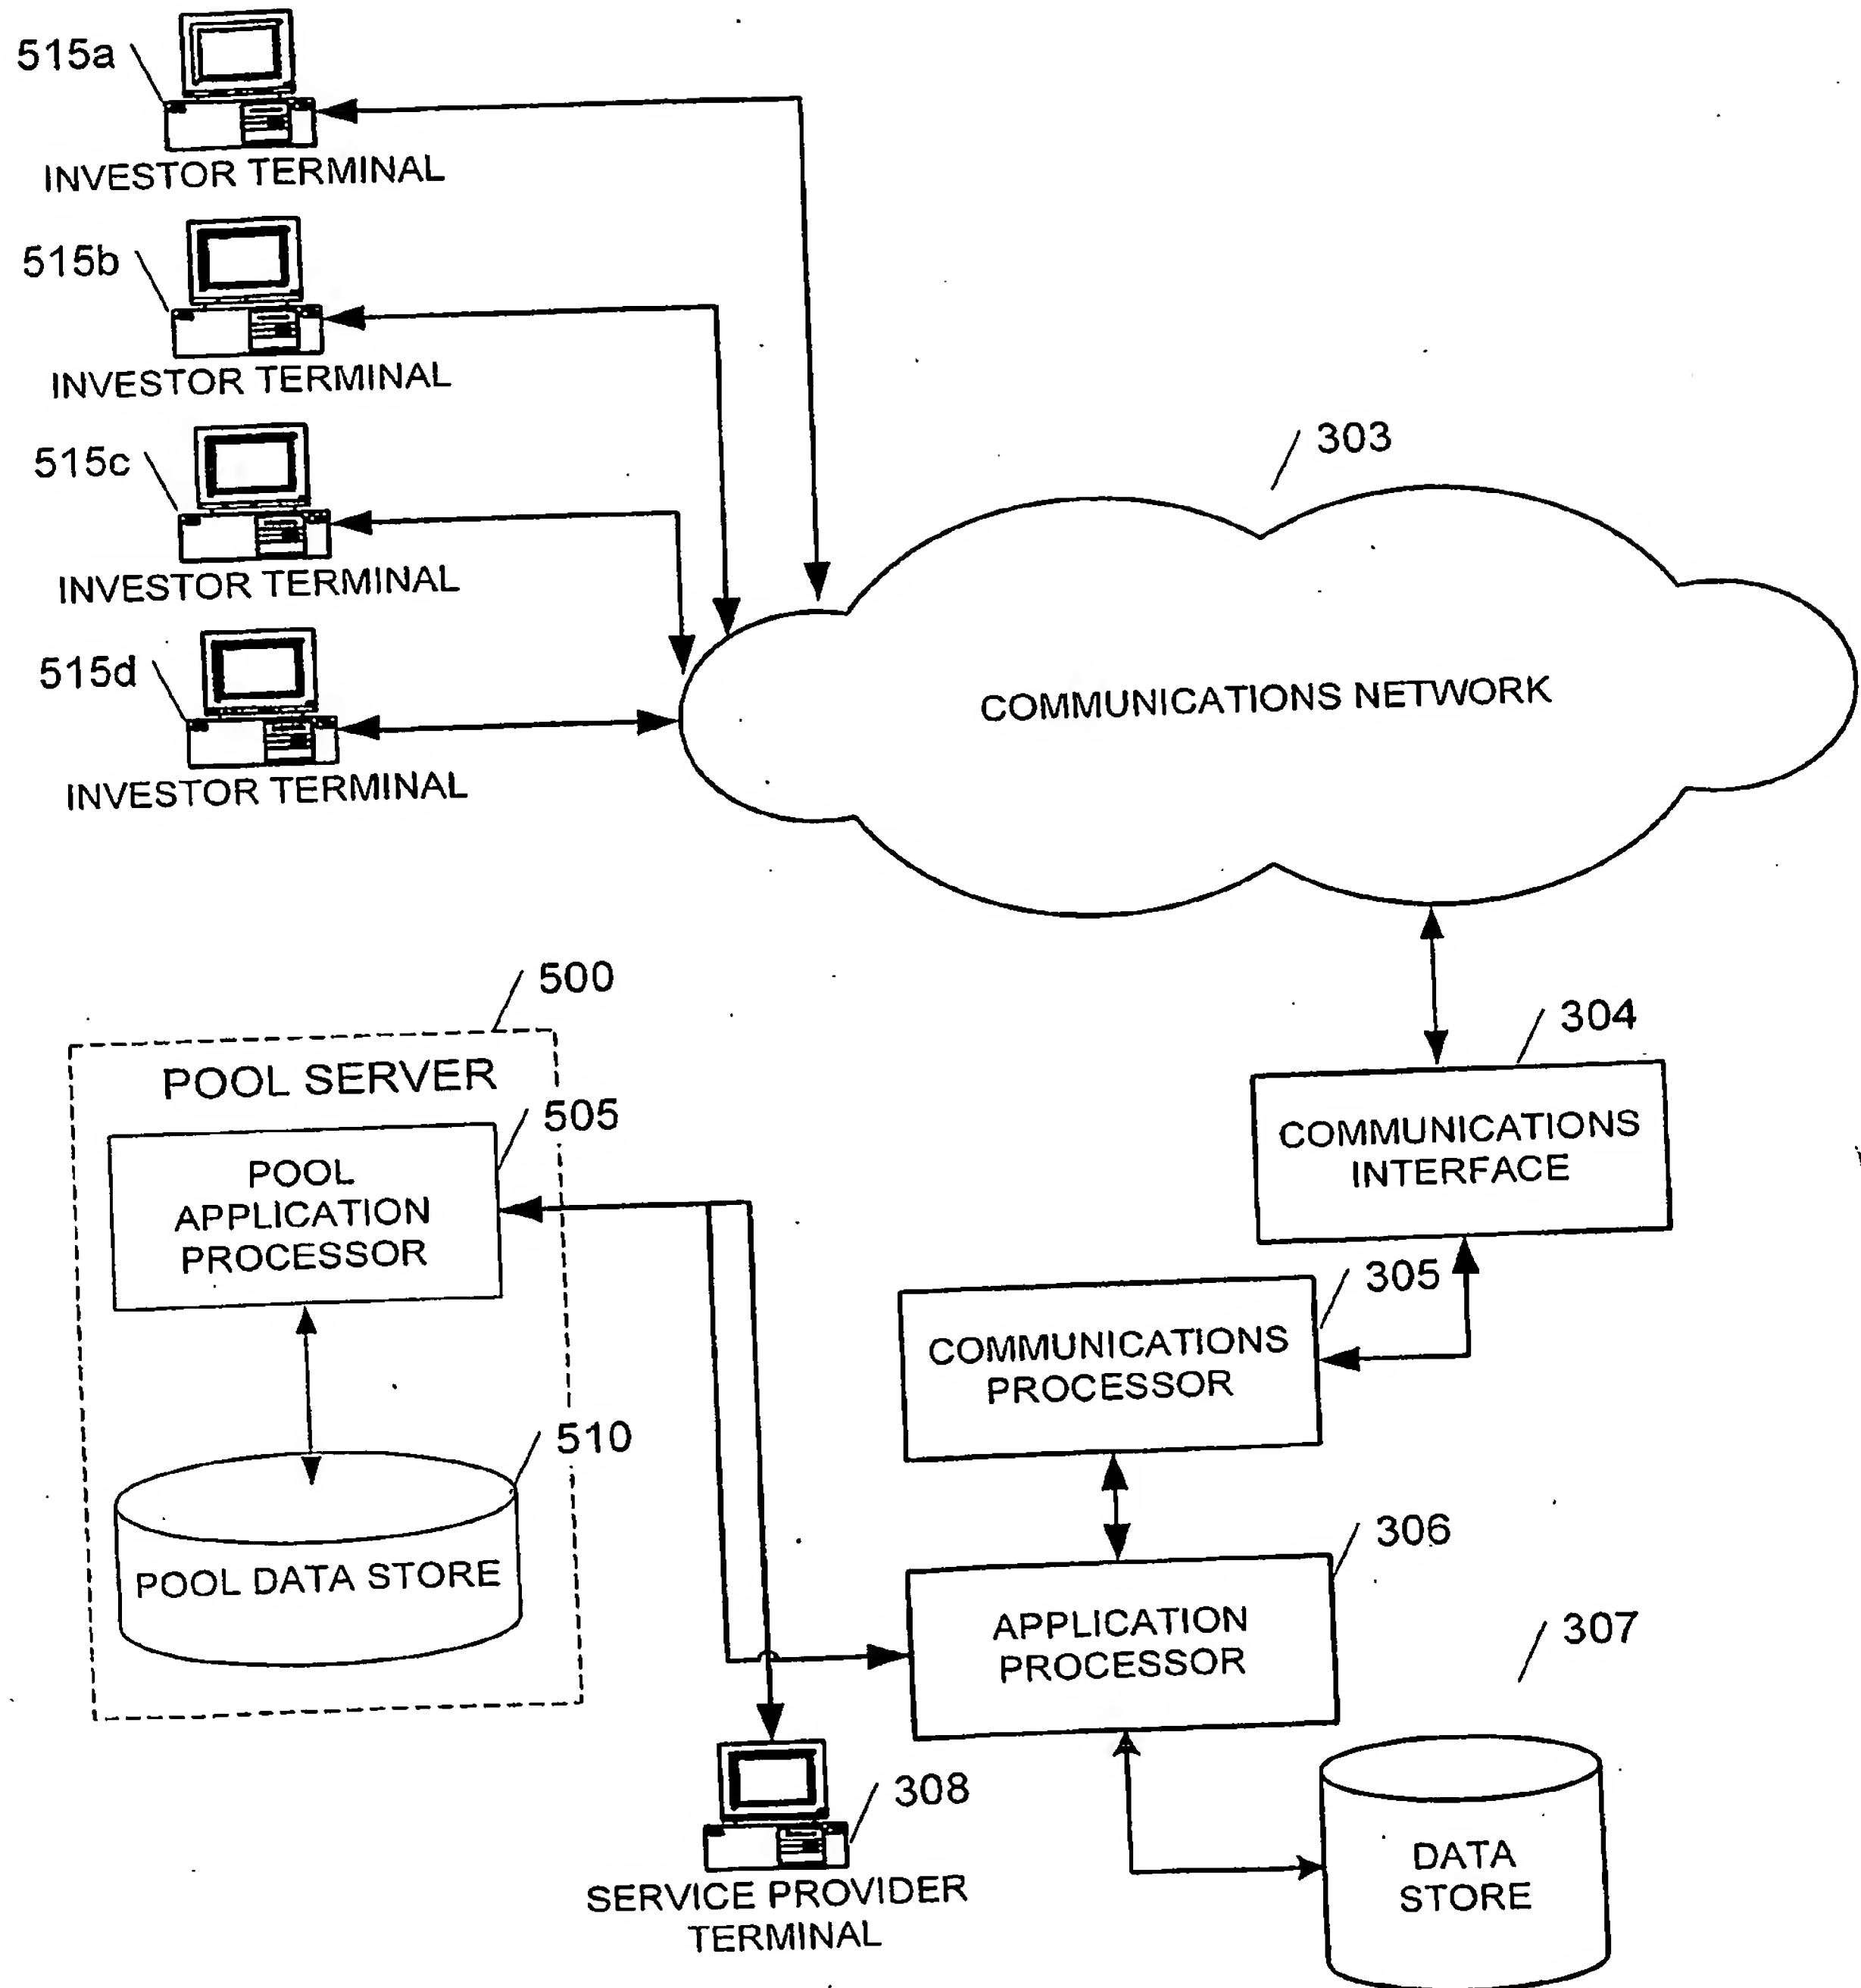 515a
INVESTOR TERMINAL
515b
INVESTOR TERMINAL
515c
INVESTOR TERMINAL
515d
INVESTOR TERMINAL
303
COMMUNICATIONS NETWORK
500
POOL SERVER
505
POOL
APPLICATION
PROCESSOR
510
POOL DATA STORE
304
COMMUNICATIONS
INTERFACE
305
COMMUNICATIONS
PROCESSOR
306
APPLICATION
PROCESSOR
307
DATA
STORE
308
SERVICE PROVIDER
TERMINAL